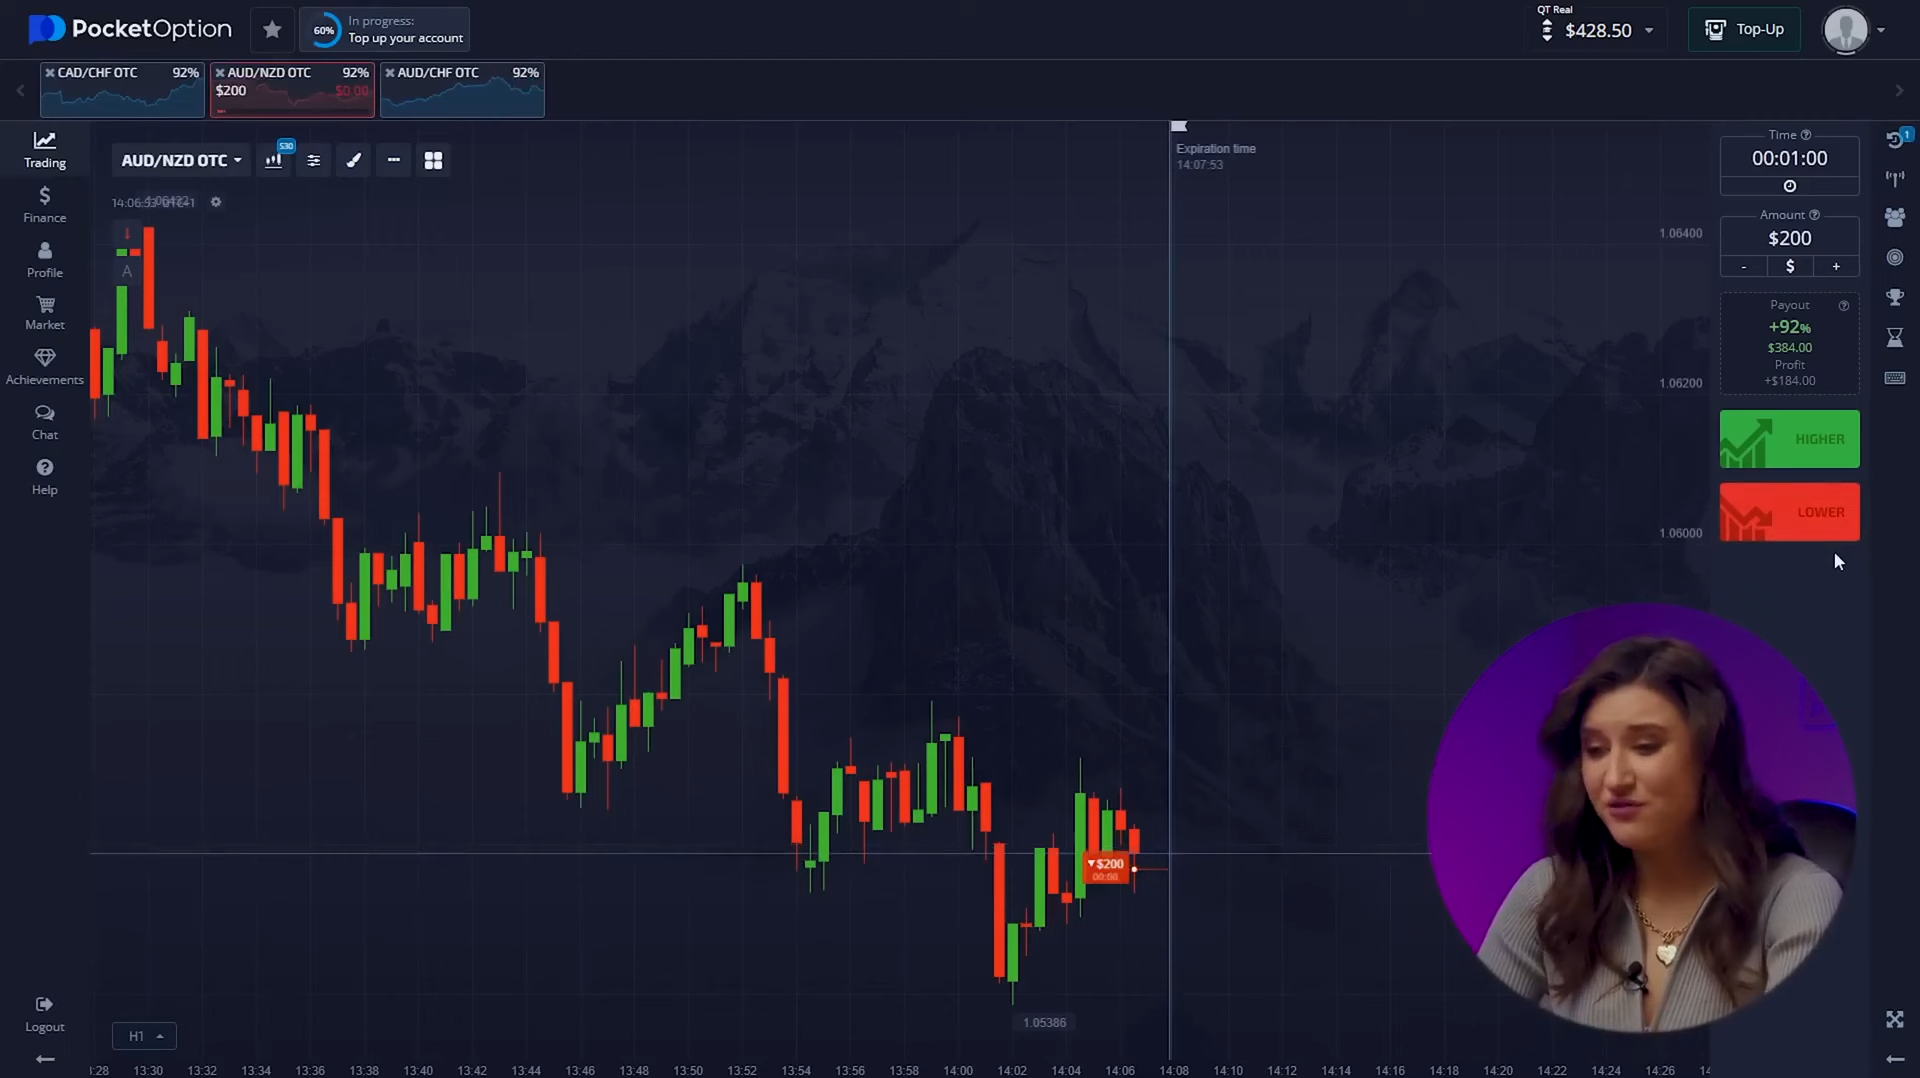 PocketOption
60%
In progress:
Top up your account
QT Real
$428.50
Top-Up
CAD/CHF OTC 92%
AUD/NZD OTC 92%
$200 $0.00
AUD/CHF OTC 92%
Trading
Finance
Profile
Market
Achievements
Chat
Help
Logout
AUD/NZD OTC
S30
A
Expiration time
14:07:53
1.06400
1.06200
1.06000
$200
1.05386
H1
Time
00:01:00
Amount
$200
- $ +
Payout
+92%
$384.00
Profit
+$184.00
HIGHER
LOWER
1
:28 13:30 13:32 13:34 13:36 13:38 13:40 13:42 13:44 13:46 13:48 13:50 13:52 13:54 13:56 13:58 14:00 14:02 14:04 14:06 14:08 14:10 14:12 14:14 14:16 14:18 14:20 14:22 14:24 14:26